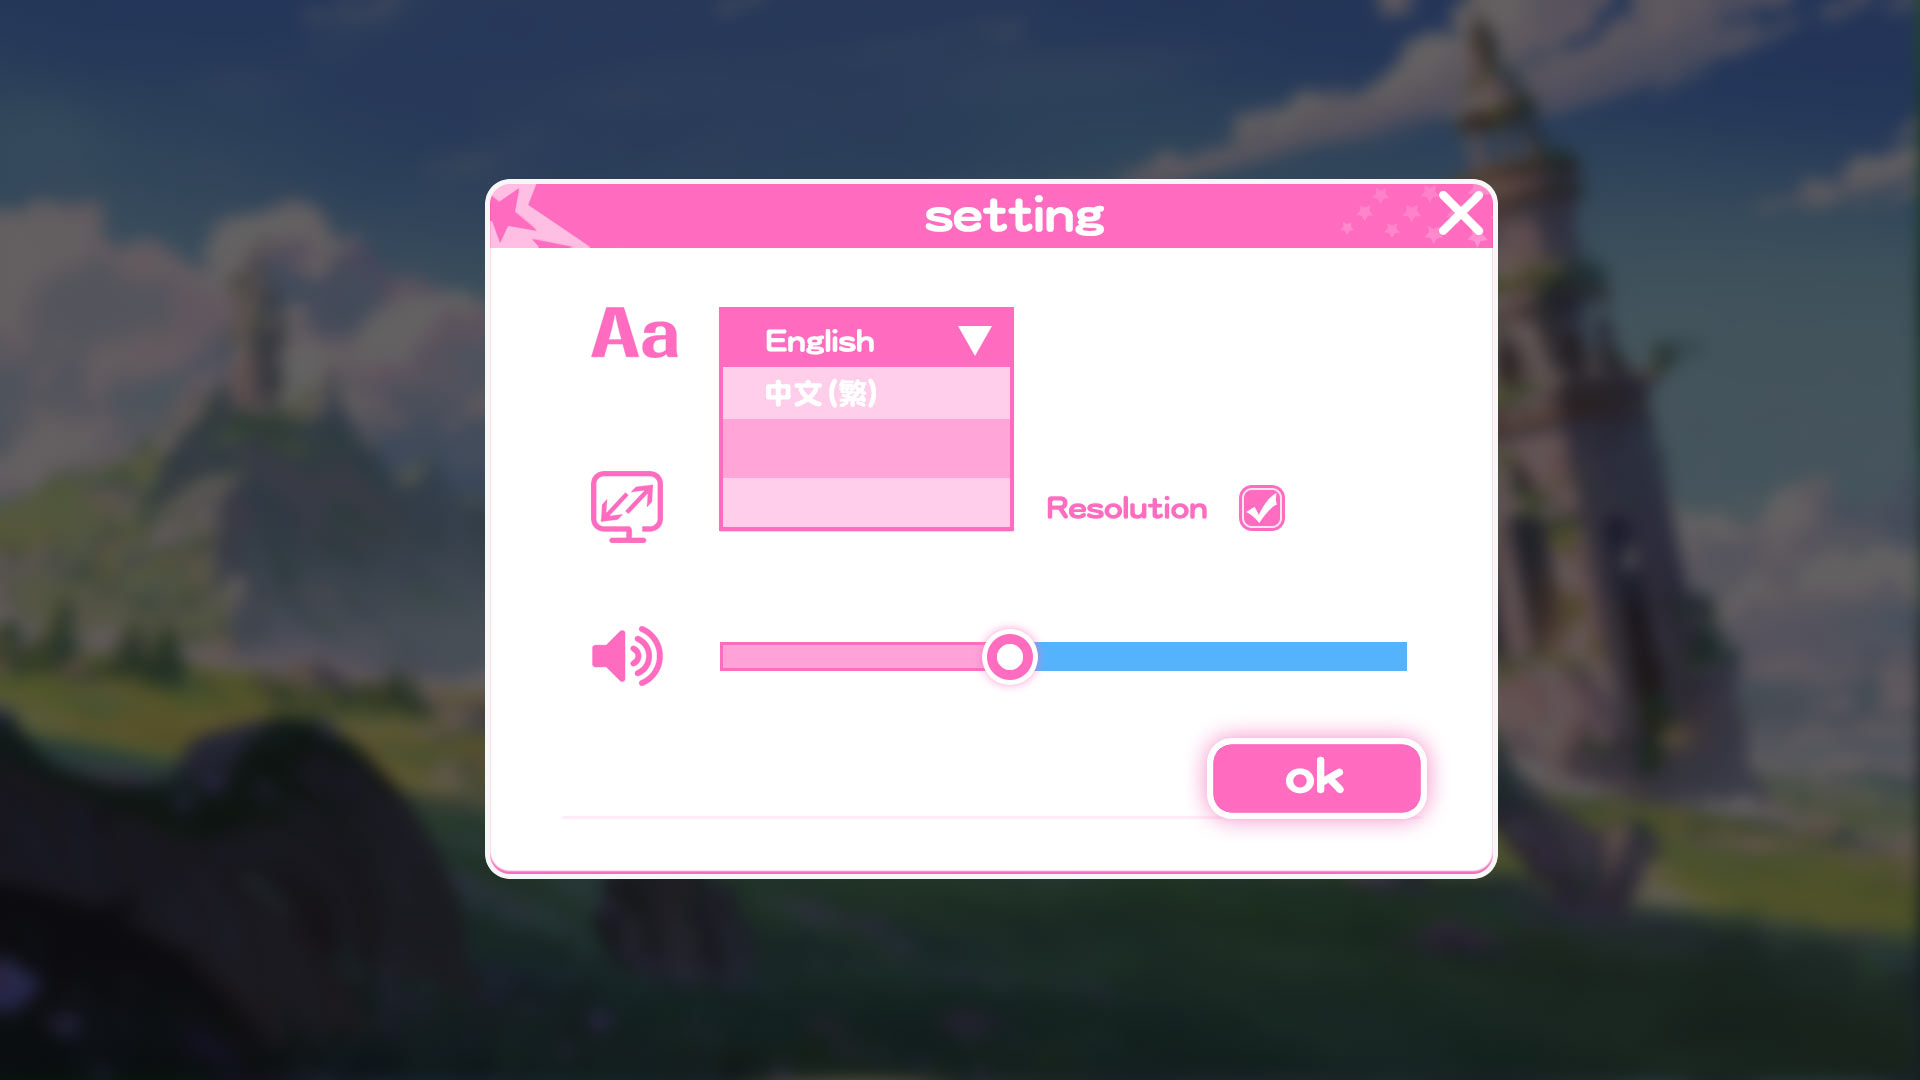 setting
Aa
English
中文(繁)
Resolution
ok